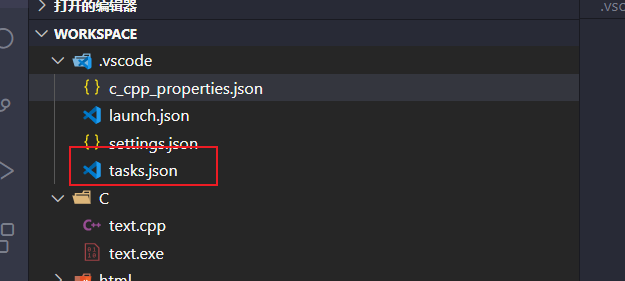 打开的编辑器
.vsc
WORKSPACE
.vscode
{} c_cpp_properties.json
launch.json
{} settings.json
tasks.json
C
C++ text.cpp
text.exe
html